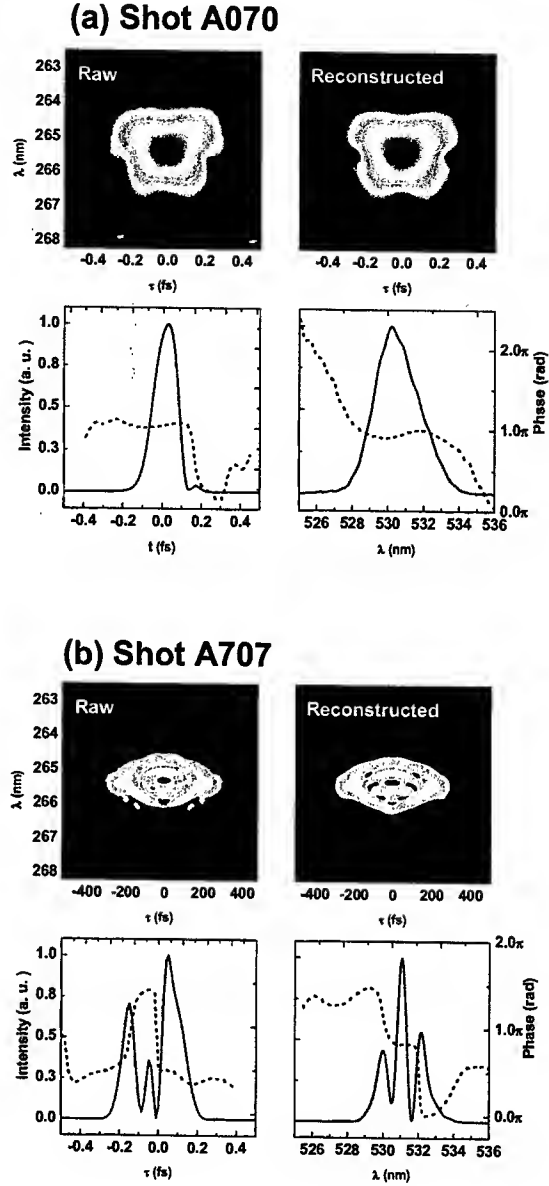 (a) Shot A070
Raw
Reconstructed
263
264
265
266
267
268
λ (nm)
-0.4 -0.2 0.0 0.2 0.4
-0.4 -0.2 0.0 0.2 0.4
τ (fs)
τ (fs)
1.0
0.8
0.5
0.3
0.0
Intensity (a. u.)
2.0π
1.0π
0.0π
Phase (rad)
-0.4 -0.2 0.0 0.2 0.4
526 528 530 532 534 536
t (fs)
λ (nm)
(b) Shot A707
Raw
Reconstructed
263
264
265
266
267
268
λ (nm)
-400 -200 0 200 400
-400 -200 0 200 400
τ (fs)
τ (fs)
1.0
0.8
0.5
0.3
0.0
Intensity (a. u.)
2.0π
1.0π
0.0π
Phase (rad)
-0.4 -0.2 0.0 0.2 0.4
526 528 530 532 534 536
τ (fs)
λ (nm)